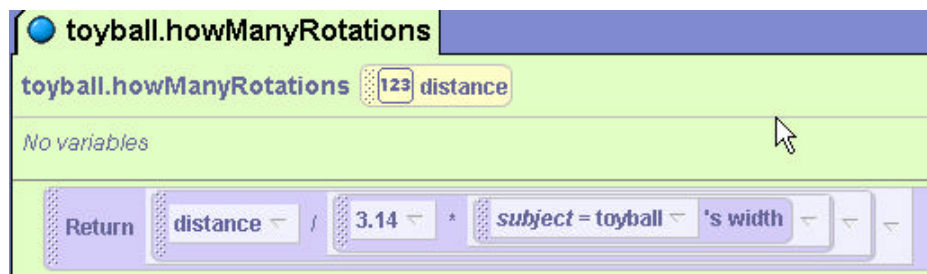 toyball.howManyRotations
toyball.howManyRotations 123 distance
No variables
Return distance / 3.14 * subject = toyball 's width